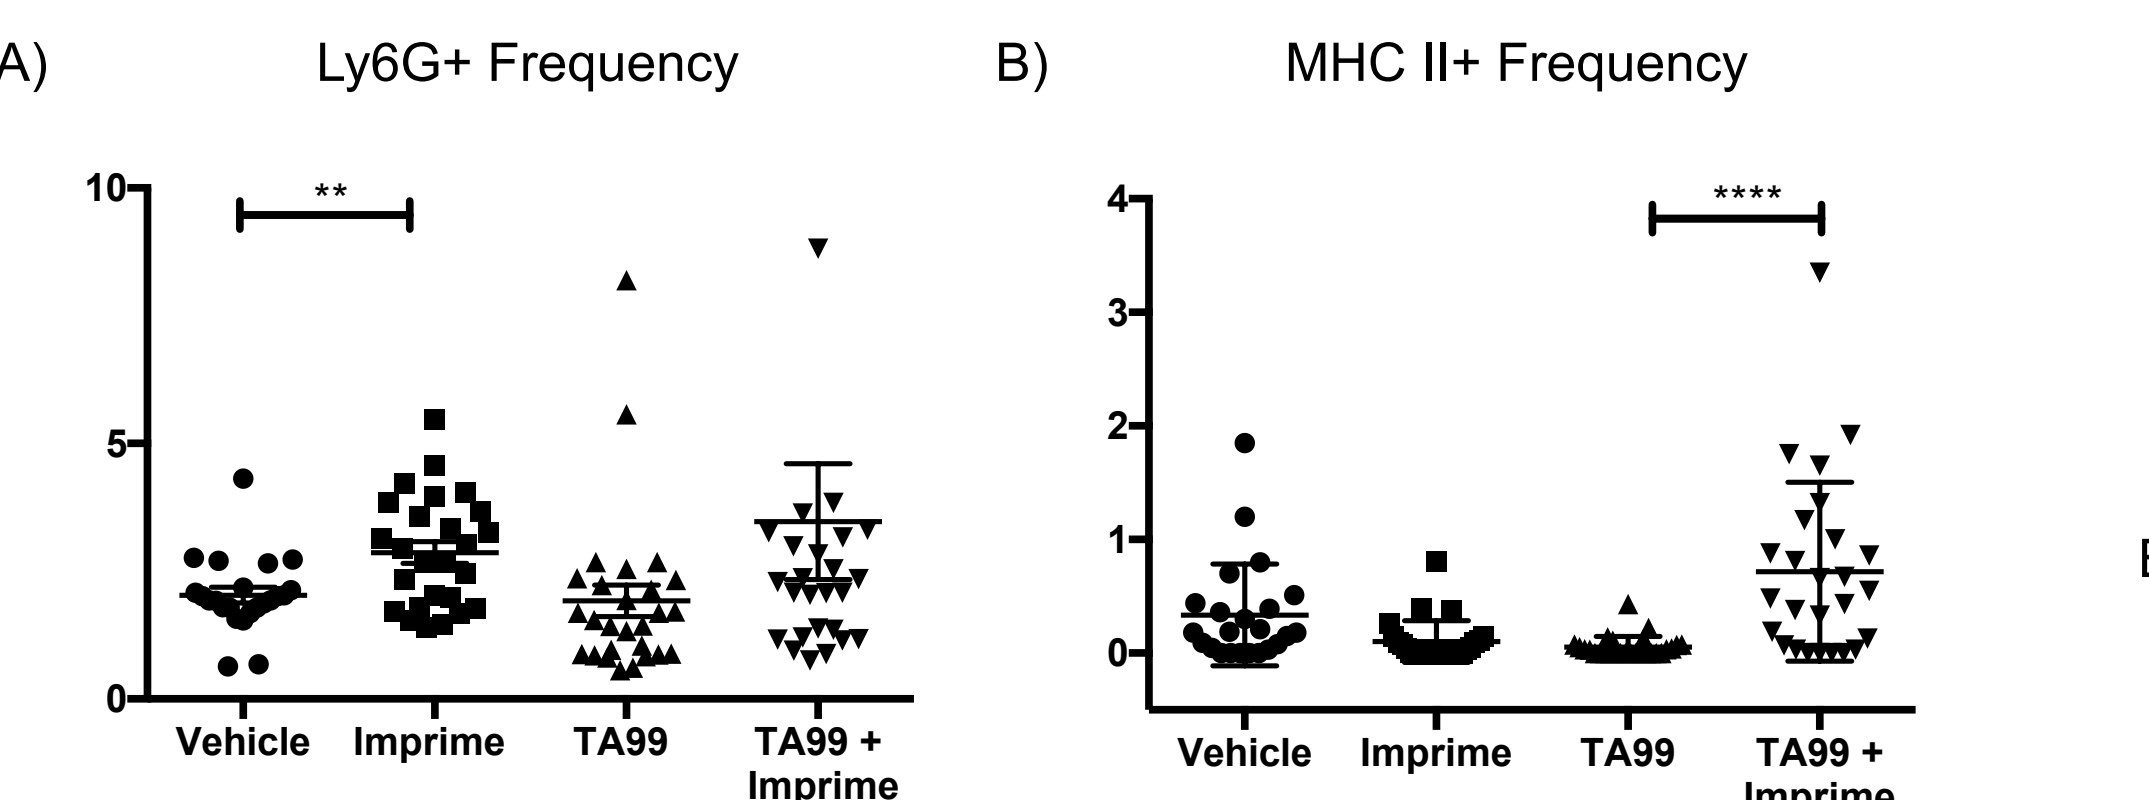 A)
Ly6G+ Frequency
10
5
0
**
Vehicle
Imprime
TA99
TA99 +
Imprime
B)
MHC II+ Frequency
4
3
2
1
0
****
Vehicle
Imprime
TA99
TA99 +
Imprime